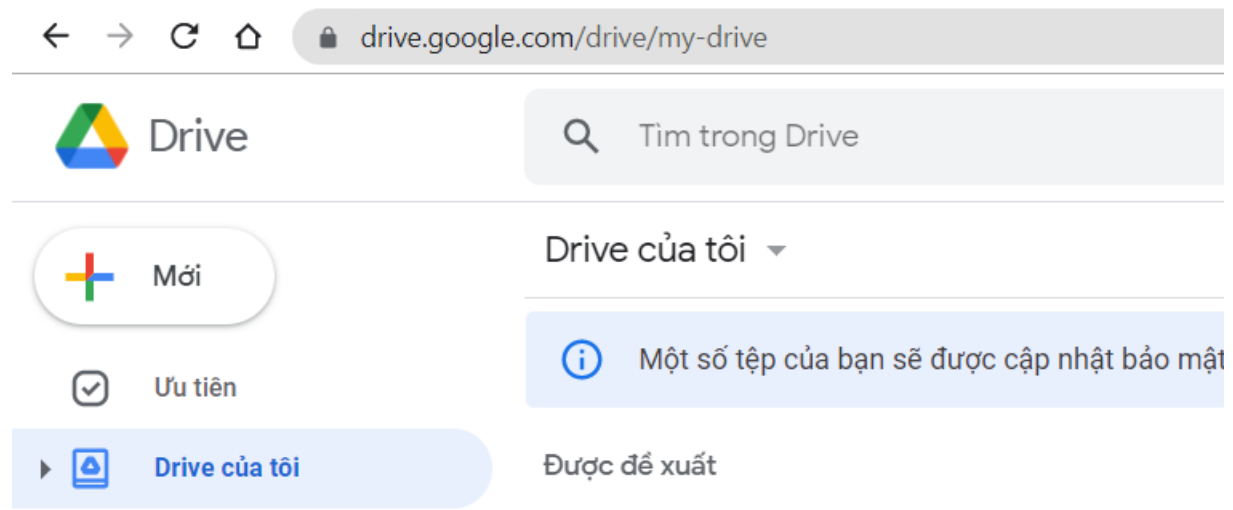 drive.google.com/drive/my-drive
Drive
Tìm trong Drive
Mới
Drive của tôi
Một số tệp của bạn sẽ được cập nhật bảo mật
Ưu tiên
Drive của tôi
Được đề xuất